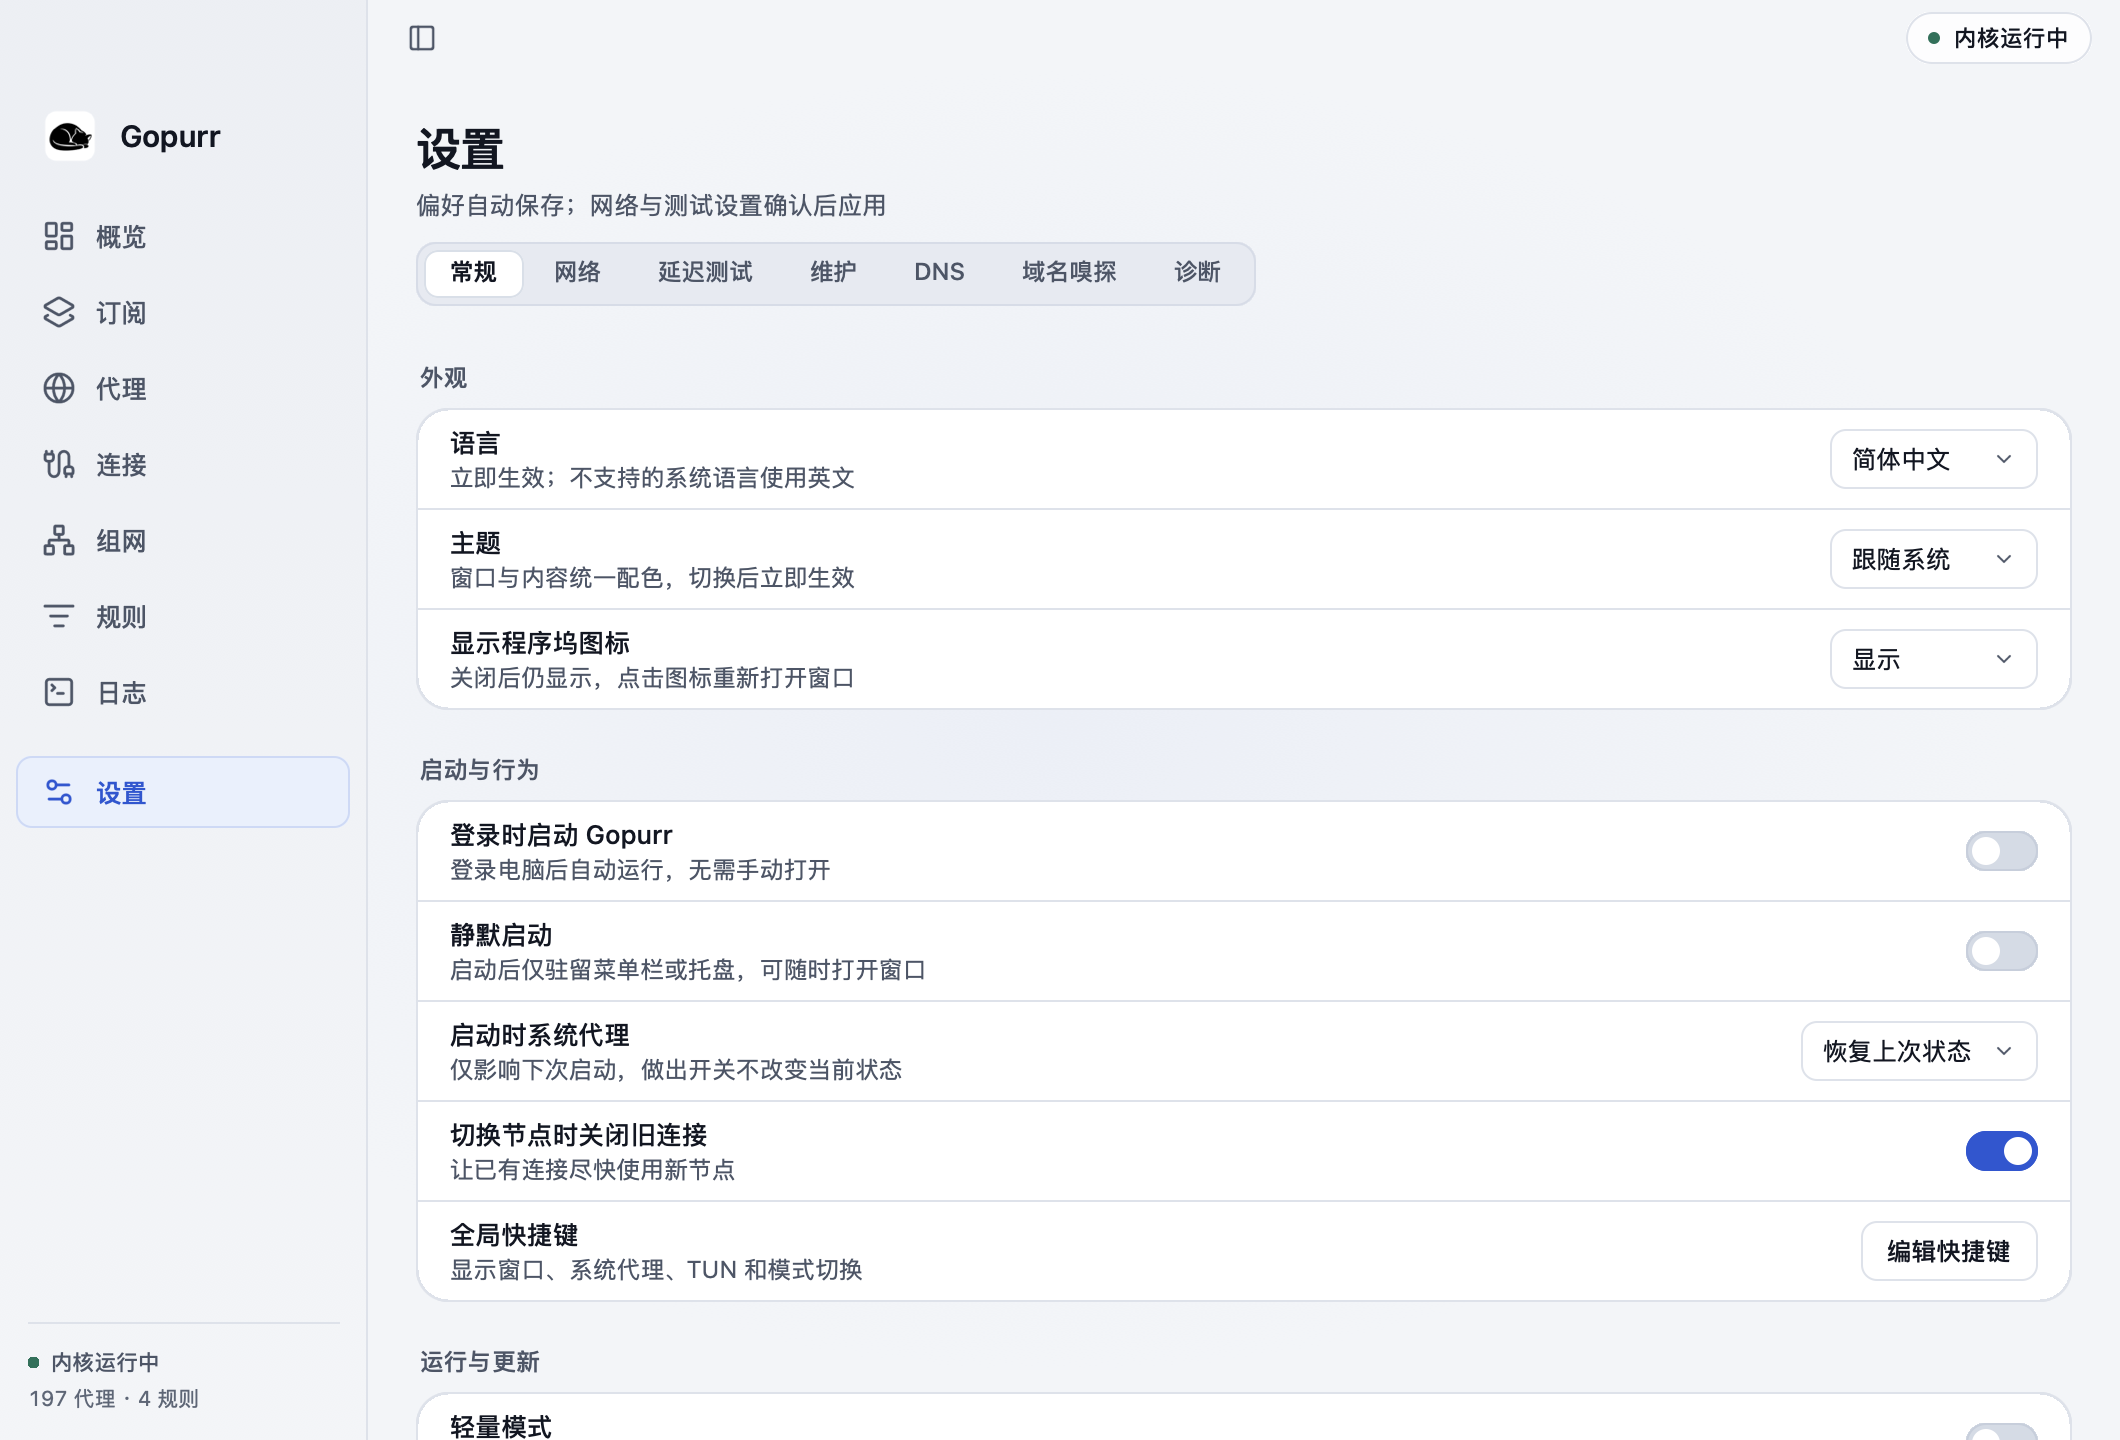 内核运行中
Gopurr
概览
订阅
代理
连接
组网
规则
日志
设置
内核运行中
197 代理 · 4 规则
设置
偏好自动保存；网络与测试设置确认后应用
常规 网络 延迟测试 维护 DNS 域名嗅探 诊断
外观
语言
立即生效；不支持的系统语言使用英文
简体中文
主题
窗口与内容统一配色，切换后立即生效
跟随系统
显示程序坞图标
关闭后仍显示，点击图标重新打开窗口
显示
启动与行为
登录时启动 Gopurr
登录电脑后自动运行，无需手动打开
静默启动
启动后仅驻留菜单栏或托盘，可随时打开窗口
启动时系统代理
仅影响下次启动，做出开关不改变当前状态
恢复上次状态
切换节点时关闭旧连接
让已有连接尽快使用新节点
全局快捷键
显示窗口、系统代理、TUN 和模式切换
编辑快捷键
运行与更新
轻量模式